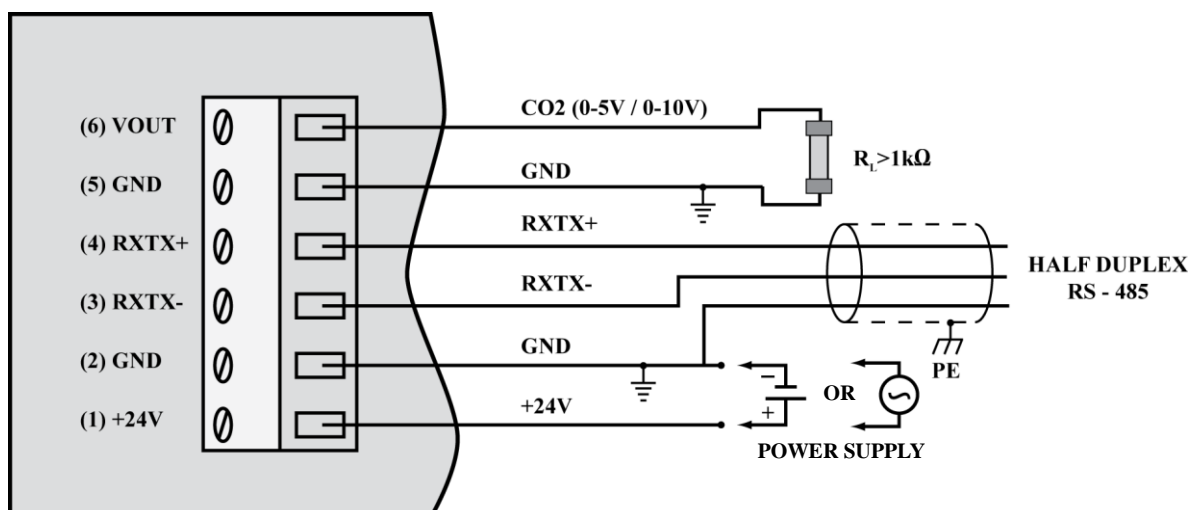 (6) VOUT
CO2 (0-5V / 0-10V)
RL>1kΩ
(5) GND
GND
(4) RXTX+
RXTX+
(3) RXTX-
RXTX-
HALF DUPLEX
RS - 485
(2) GND
GND
PE
(1) +24V
+24V
−
+
OR
POWER SUPPLY